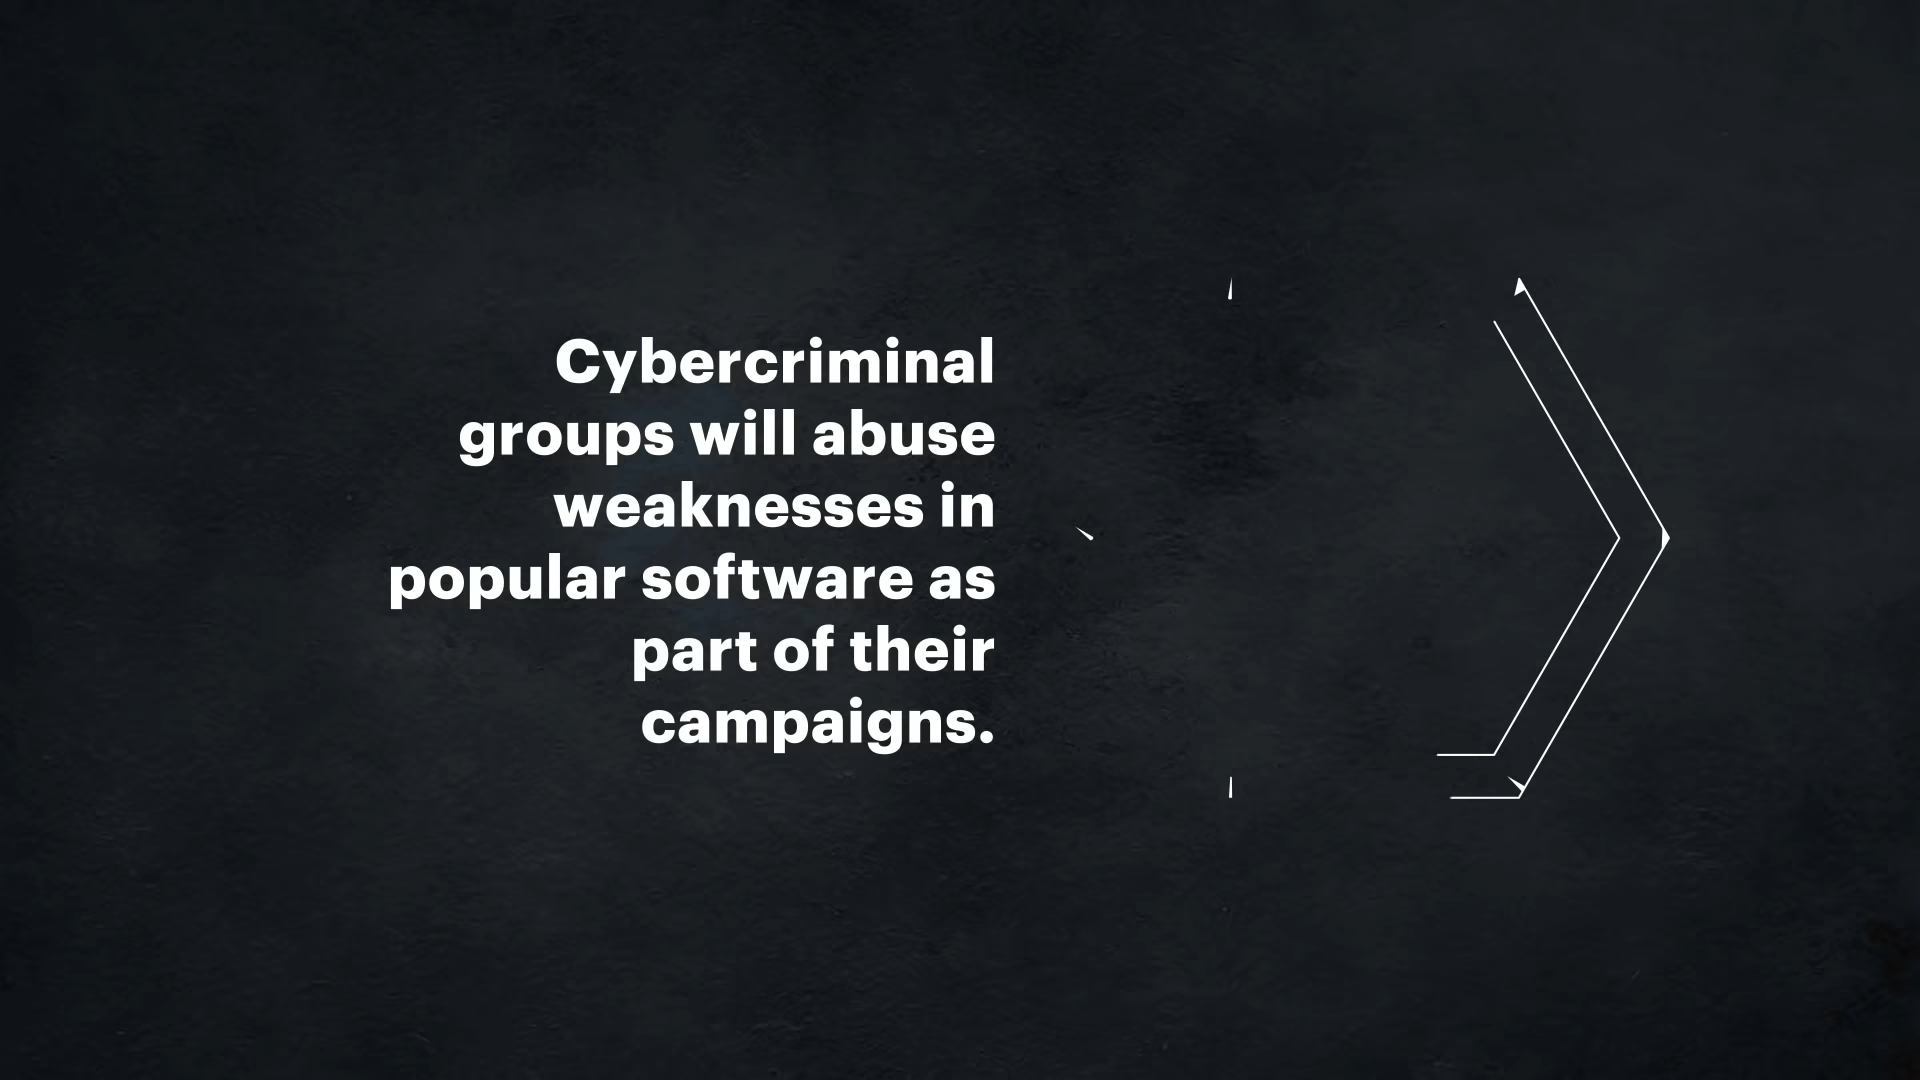 Cybercriminal
groups will abuse
weaknesses in
popular software as
part of their
campaigns.